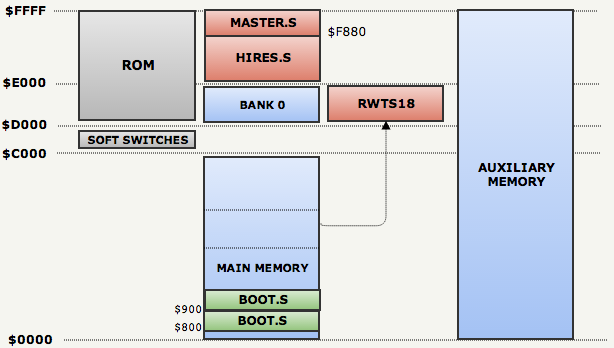 $FFFF
MASTER.S
$F880
ROM
HIRES.S
$E000
BANK 0
RWTS18
$D000
SOFT SWITCHES
$C000
AUXILIARY
MEMORY
MAIN MEMORY
BOOT.S
$900
BOOT.S
$800
$0000